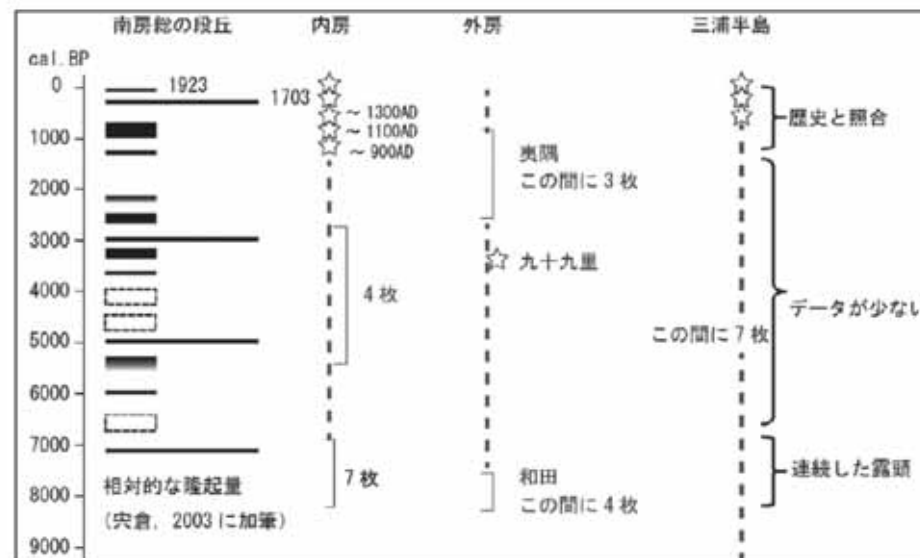 南房総の段丘 内房 外房 三浦半島
cal.BP
0
1000
2000
3000
4000
5000
6000
7000
8000
9000
1923
1703
~1300AD
~1100AD
~900AD
4 枚
7 枚
夷隅
この間に 3 枚
九十九里
和田
この間に 4 枚
この間に 7 枚
歴史と照合
データが少ない
連続した露頭
相対的な隆起量
(宍倉, 2003 に加筆)